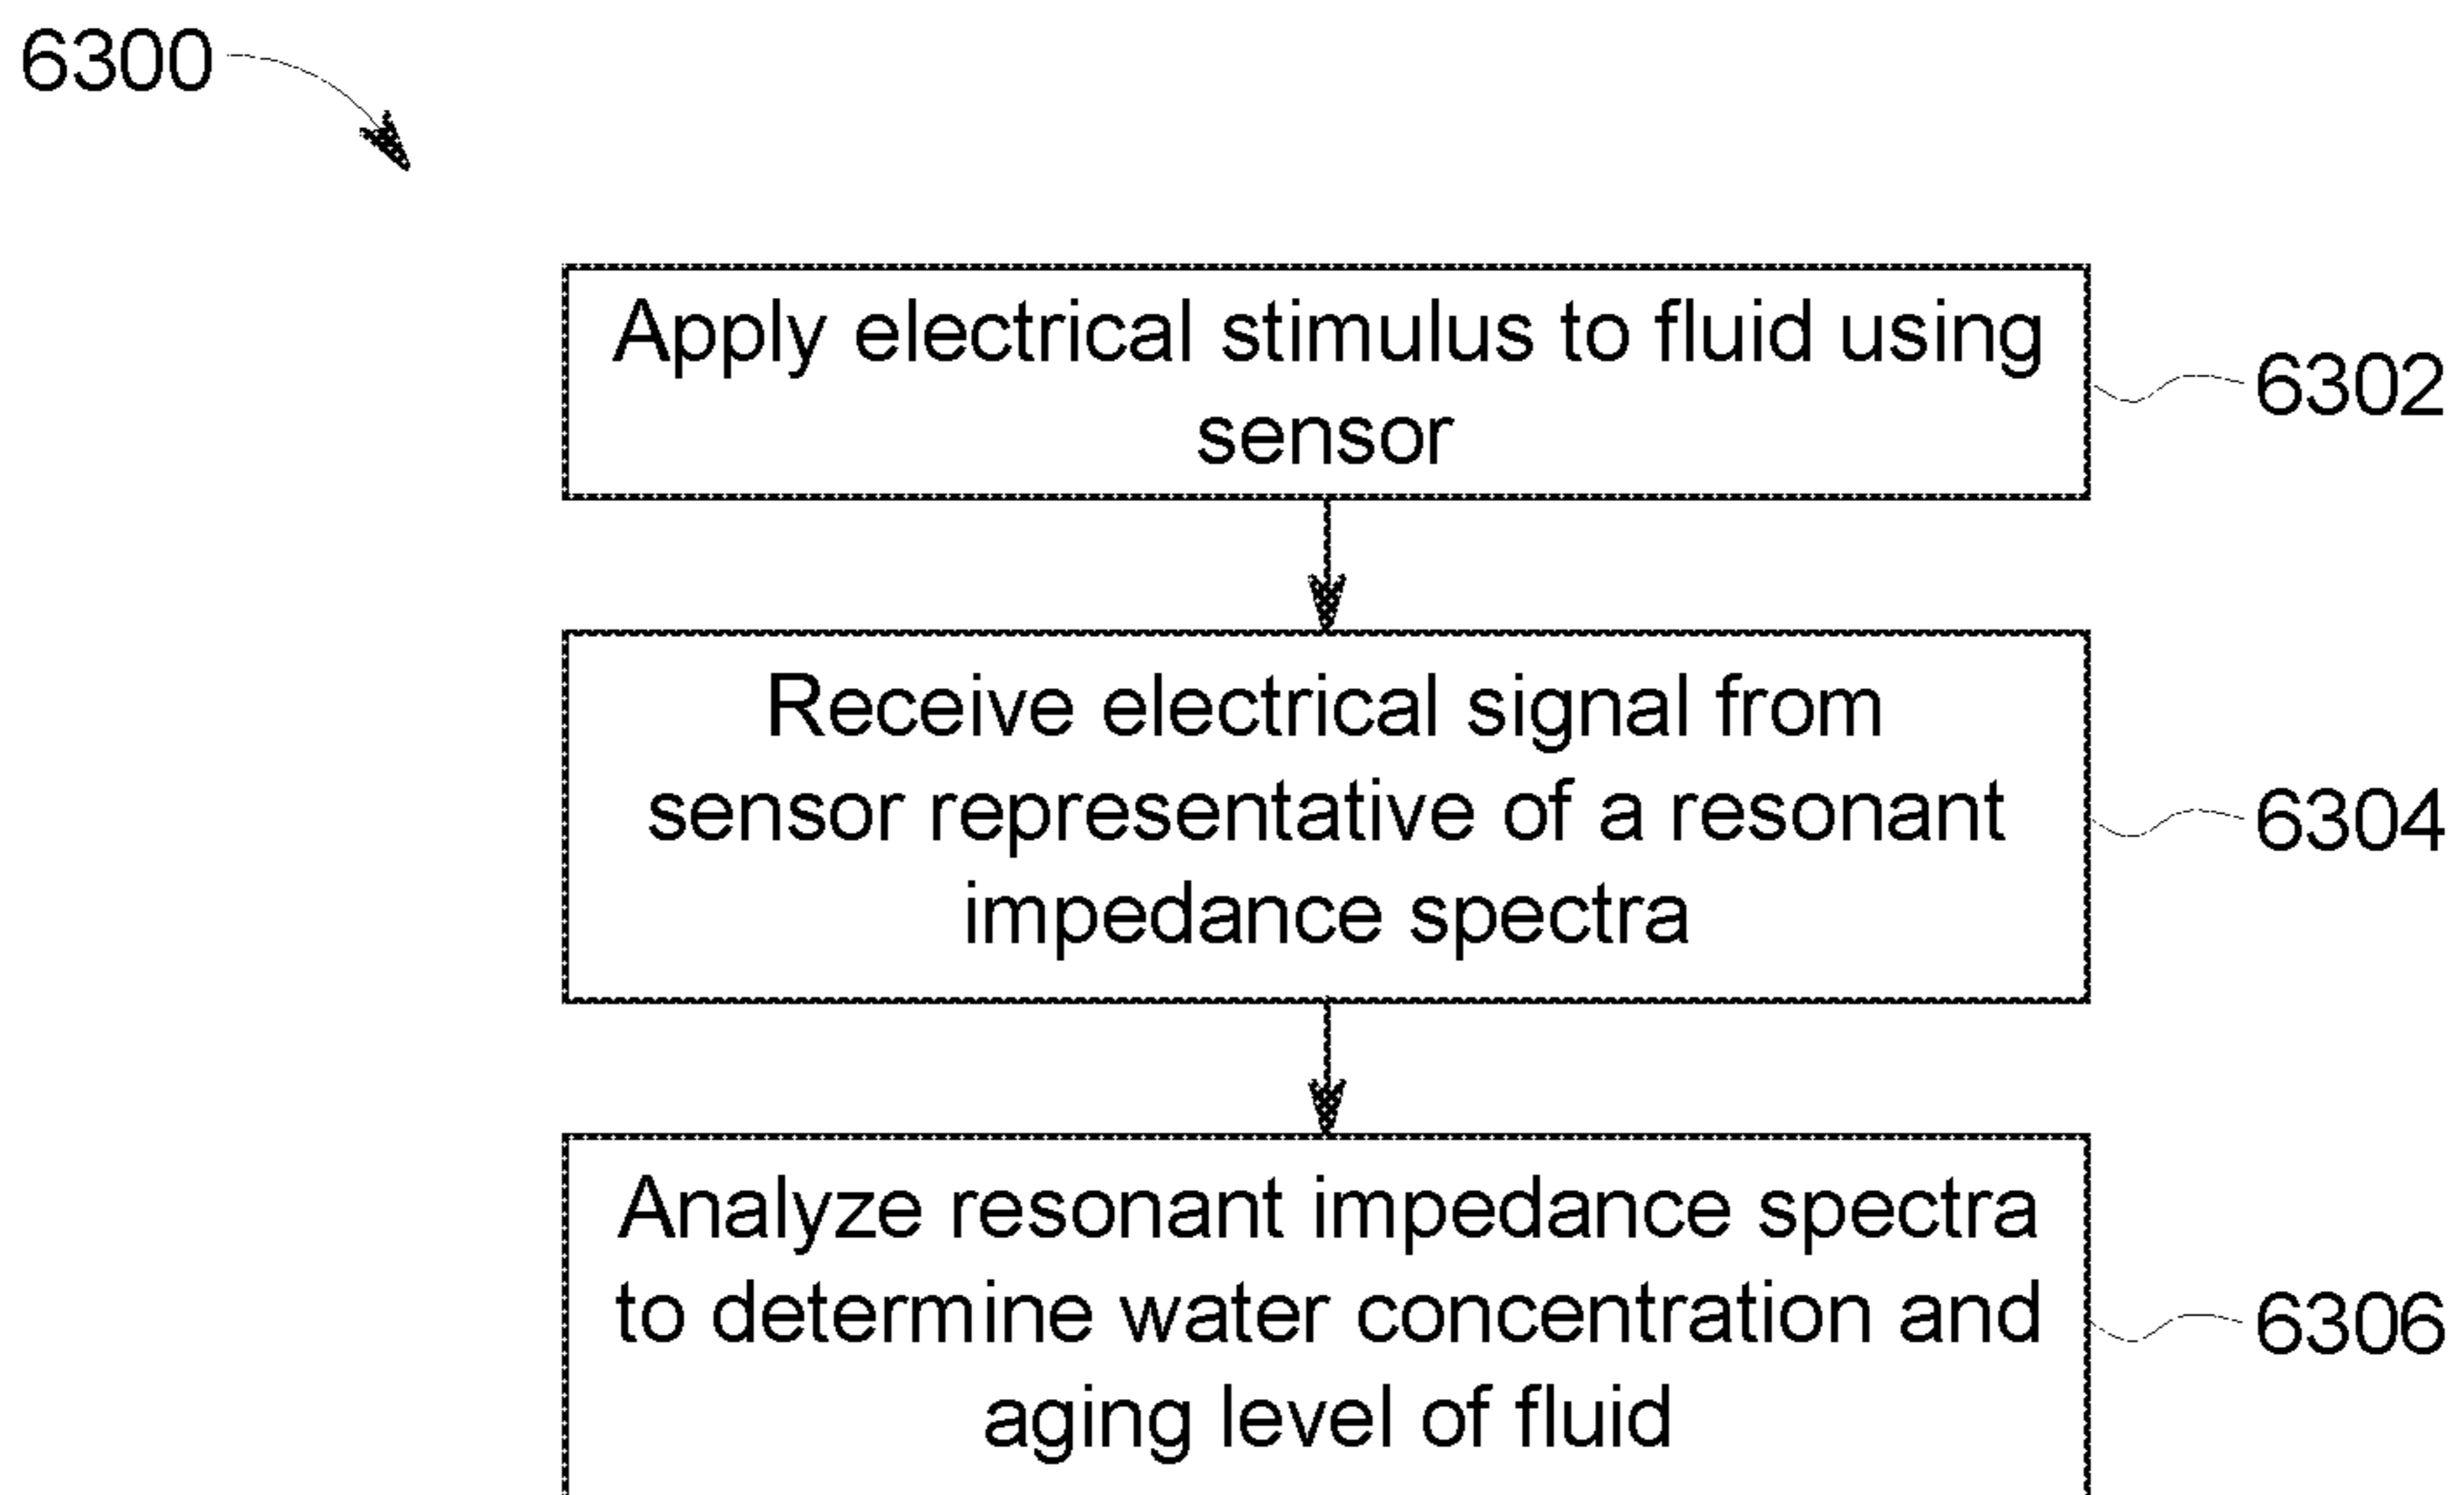 6300
Apply electrical stimulus to fluid using
sensor
6302
Receive electrical signal from
sensor representative of a resonant
impedance spectra
6304
Analyze resonant impedance spectra
to determine water concentration and
aging level of fluid
6306